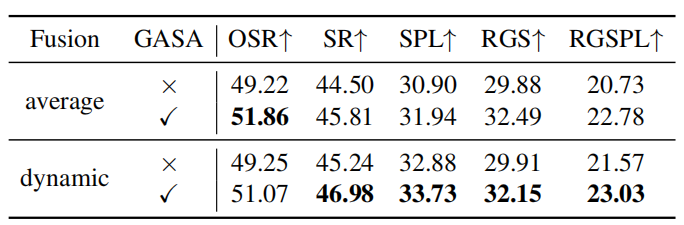 Fusion GASA OSR↑ SR↑ SPL↑ RGS↑ RGSPL↑
average × 49.22 44.50 30.90 29.88 20.73
✓ 51.86 45.81 31.94 32.49 22.78
dynamic × 49.25 45.24 32.88 29.91 21.57
✓ 51.07 46.98 33.73 32.15 23.03